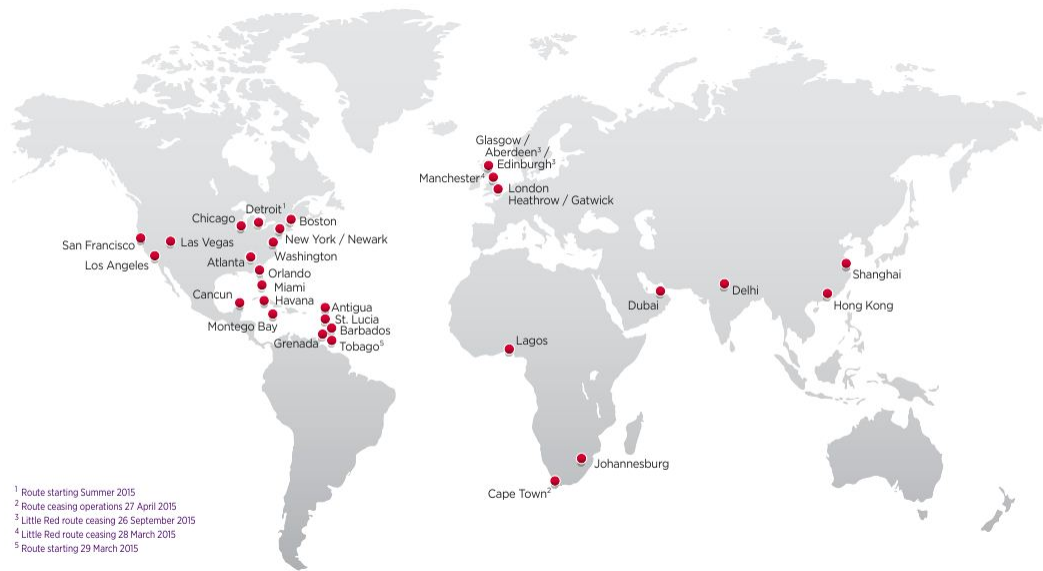 Glasgow /
Aberdeen³ /
Edinburgh³
Manchester⁴
London
Heathrow / Gatwick
Detroit¹
Chicago
Boston
New York / Newark
San Francisco
Las Vegas
Washington
Los Angeles
Atlanta
Orlando
Miami
Cancun
Havana
Montego Bay
Antigua
St. Lucia
Barbados
Grenada
Tobago⁵
Shanghai
Delhi
Dubai
Hong Kong
Lagos
Johannesburg
Cape Town²
¹ Route starting Summer 2015
² Route ceasing operations 27 April 2015
³ Little Red route ceasing 26 September 2015
⁴ Little Red route ceasing 28 March 2015
⁵ Route starting 29 March 2015